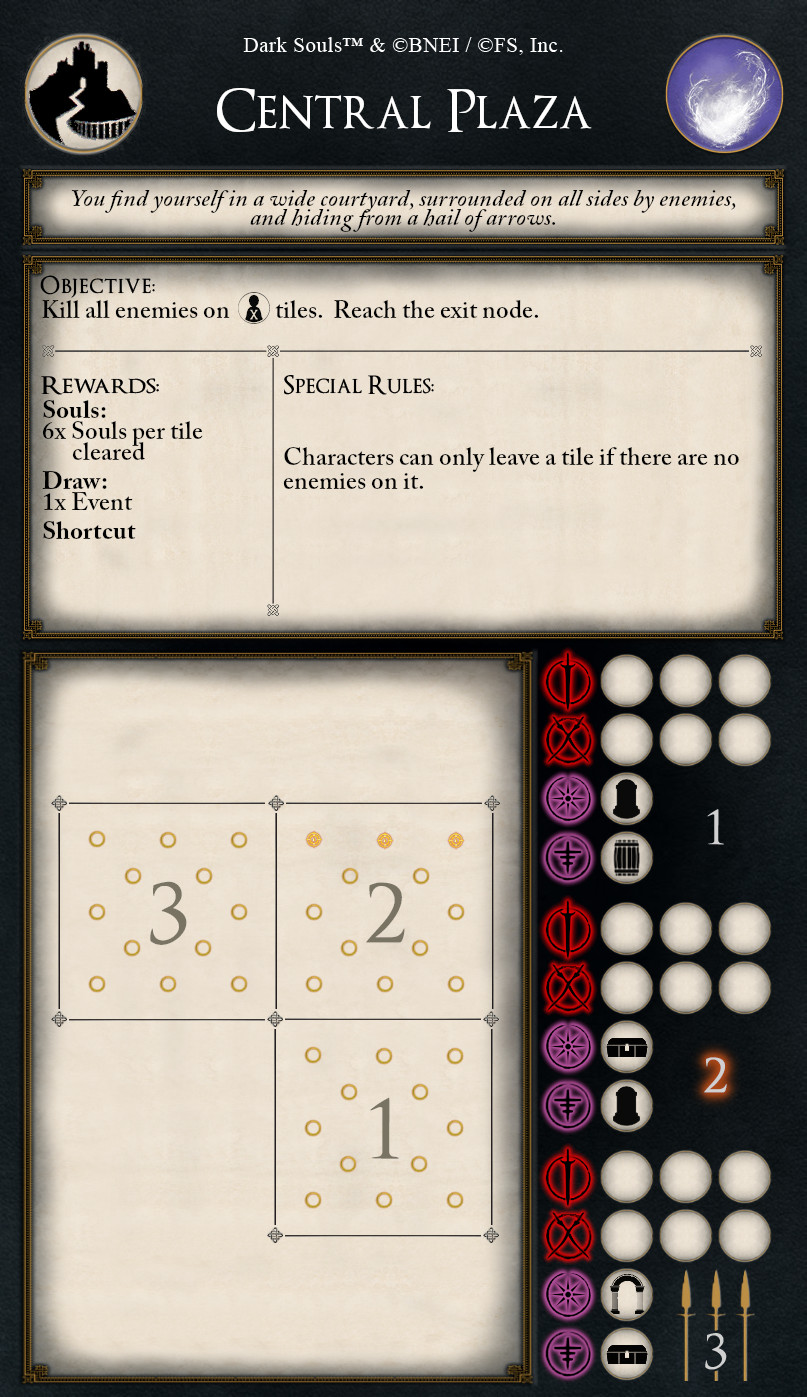 Dark Souls™ & ©BNEI / ©FS, Inc.
Central Plaza
You find yourself in a wide courtyard, surrounded on all sides by enemies,
and hiding from a hail of arrows.
Objective:
Kill all enemies on X tiles. Reach the exit node.
Rewards:
Souls:
6x Souls per tile
cleared
Draw:
1x Event
Shortcut
Special Rules:
Characters can only leave a tile if there are no
enemies on it.
3
2
1
1
2
3